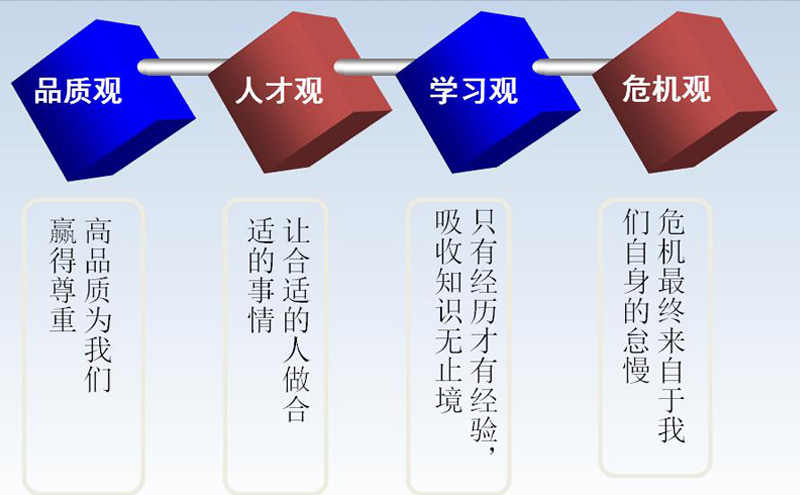 品质观
人才观
学习观
危机观
高品质为我们
赢得尊重
让合适的人做合
适的事情
只有经历才有经验，
吸收知识无止境
危机最终来自于我
们自身的怠慢